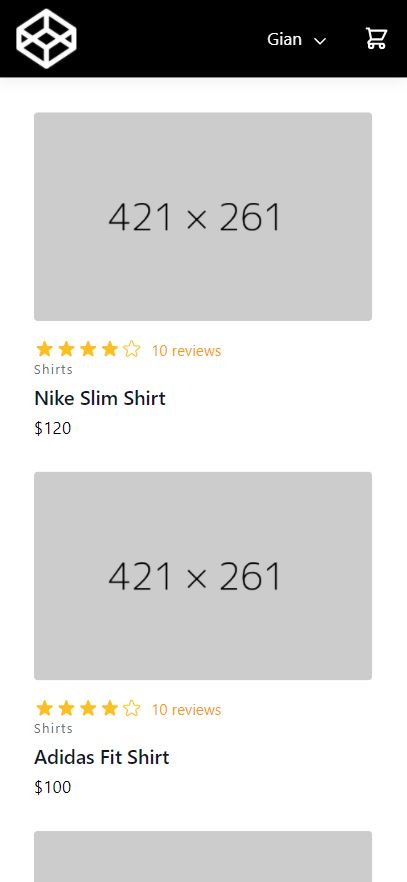 Gian
421 × 261
10 reviews
Shirts
Nike Slim Shirt
$120
421 × 261
10 reviews
Shirts
Adidas Fit Shirt
$100